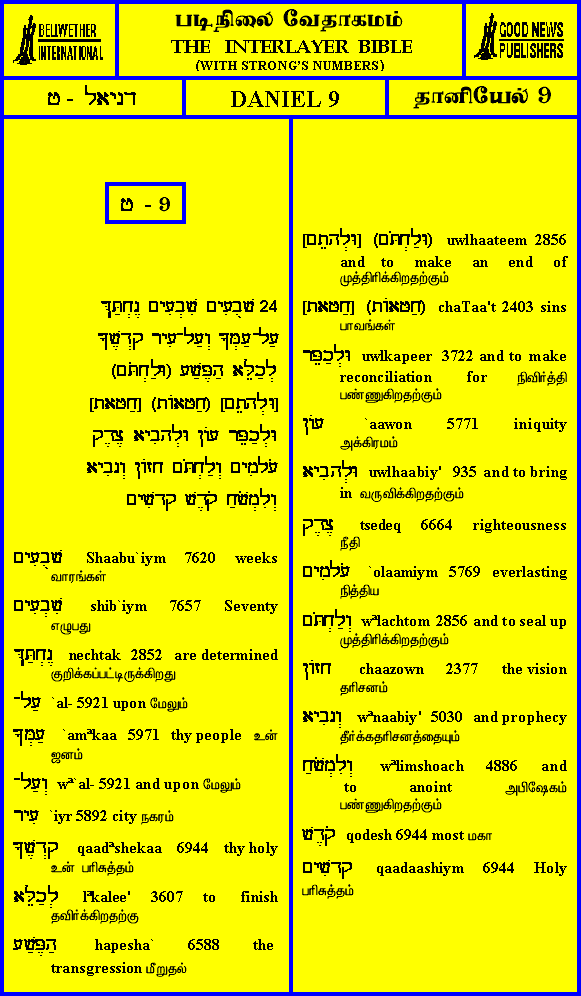 BELLWETHER
INTERNATIONAL
படிநிலை வேதாகமம்
THE INTERLAYER BIBLE
(WITH STRONG'S NUMBERS)
GOOD NEWS
PUBLISHERS
דניאל - ט
DANIEL 9
தானியேல் 9
ט - 9
24 שָׁבֻעִים שִׁבְעִים נֶחְתַּךְ
עַל־עַמְּךָ וְעַל־עִיר קָדְשֶׁךָ
לְכַלֵּא הַפֶּשַׁע (וּלַחְתֹּם)
[וּלְהָתֵם] (חַטָּאוֹת) [חַטָּאת]
וּלְכַפֵּר עָוֹן וּלְהָבִיא צֶדֶק
עֹלָמִים וְלַחְתֹּם חָזוֹן וְנָבִיא
וְלִמְשֹׁחַ קֹדֶשׁ קָדָשִׁים
שָׁבֻעִים Shaabu`iym 7620 weeks
வாரங்கள்
שִׁבְעִים shib`iym 7657 Seventy
எழுபது
נֶחְתַּךְ nechtak 2852 are determined
குறிக்கப்பட்டிருக்கிறது
עַל־ `al- 5921 upon மேலும்
עַמְּךָ `amªkaa 5971 thy people உன்
ஜனம்
וְעַל־ wª`al- 5921 and upon மேலும்
עִיר `iyr 5892 city நகரம்
קָדְשֶׁךָ qaadªshekaa 6944 thy holy
உன் பரிசுத்தம்
לְכַלֵּא lªkalee' 3607 to finish
தவிர்க்கிறதற்கு
הַפֶּשַׁע hapesha` 6588 the
transgression மீறுதல்
[וּלְהָתֵם] (וּלַחְתֹּם) uwlhaateem 2856
and to make an end of
முத்திரிக்கிறதற்கும்
[חַטָּאת] (חַטָּאוֹת) chaTaa't 2403 sins
பாவங்கள்
וּלְכַפֵּר uwlkapeer 3722 and to make
reconciliation for நிவிர்த்தி
பண்ணுகிறதற்கும்
עָוֹן `aawon 5771 iniquity
அக்கிரமம்
וּלְהָבִיא uwlhaabiy' 935 and to bring
in வருவிக்கிறதற்கும்
צֶדֶק tsedeq 6664 righteousness
நீதி
עֹלָמִים `olaamiym 5769 everlasting
நித்திய
וְלַחְתֹּם wªlachtom 2856 and to seal up
முத்திரிக்கிறதற்கும்
חָזוֹן chaazown 2377 the vision
தரிசனம்
וְנָבִיא wªnaabiy' 5030 and prophecy
தீர்க்கதரிசனத்தையும்
וְלִמְשֹׁחַ wªlimshoach 4886 and
to anoint அபிஷேகம்
பண்ணுகிறதற்கும்
קֹדֶשׁ qodesh 6944 most மகா
קָדָשִׁים qaadaashiym 6944 Holy
பரிசுத்தம்